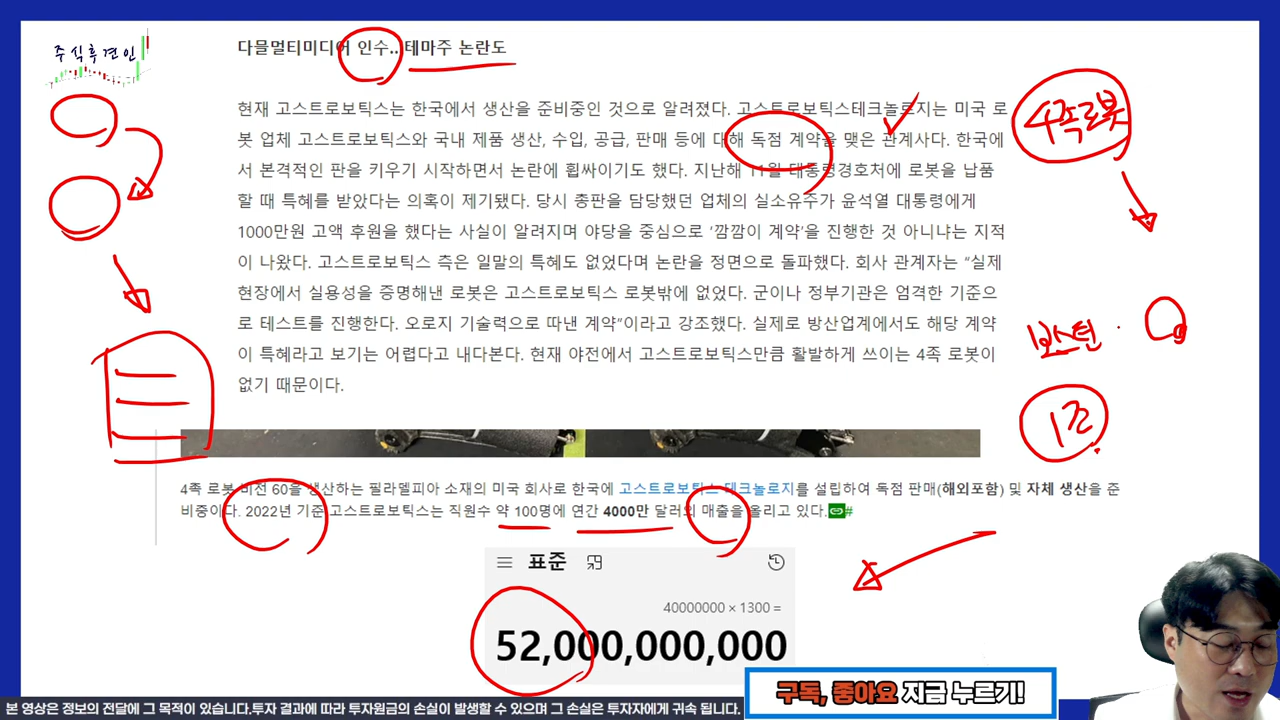 주식후견인
다믈멀티미디어 인수.. 테마주 논란도
현재 고스트로보틱스는 한국에서 생산을 준비중인 것으로 알려졌다. 고스트로보틱스테크놀로지는 미국 로
봇 업체 고스트로보틱스와 국내 제품 생산, 수입, 공급, 판매 등에 대해 독점 계약을 맺은 관계사다. 한국에
서 본격적인 판을 키우기 시작하면서 논란에 휩싸이기도 했다. 지난해 11월 대통령경호처에 로봇을 납품
할 때 특혜를 받았다는 의혹이 제기됐다. 당시 총판을 담당했던 업체의 실소유주가 윤석열 대통령에게
1000만원 고액 후원을 했다는 사실이 알려지며 야당을 중심으로 ‘깜깜이 계약’을 진행한 것 아니냐는 지적
이 나왔다. 고스트로보틱스 측은 일말의 특혜도 없었다며 논란을 정면으로 돌파했다. 회사 관계자는 “실제
현장에서 실용성을 증명해낸 로봇은 고스트로보틱스 로봇밖에 없었다. 군이나 정부기관은 엄격한 기준으
로 테스트를 진행한다. 오로지 기술력으로 따낸 계약”이라고 강조했다. 실제로 방산업계에서도 해당 계약
이 특혜라고 보기는 어렵다고 내다본다. 현재 야전에서 고스트로보틱스만큼 활발하게 쓰이는 4족 로봇이
없기 때문이다.
4족로봇
보스턴
1조
4족 로봇 비전 60을 생산하는 필라델피아 소재의 미국 회사로 한국에 고스트로보틱스 테크놀로지를 설립하여 독점 판매(해외포함) 및 자체 생산을 준
비중이다. 2022년 기준 고스트로보틱스는 직원수 약 100명에 연간 4000만 달러의 매출을 올리고 있다.#
표준
40000000 × 1300 =
52,000,000,000
구독, 좋아요 지금 누르기!
본 영상은 정보의 전달에 그 목적이 있습니다.투자 결과에 따라 투자원금의 손실이 발생할 수 있으며 그 손실은 투자자에게 귀속 됩니다.